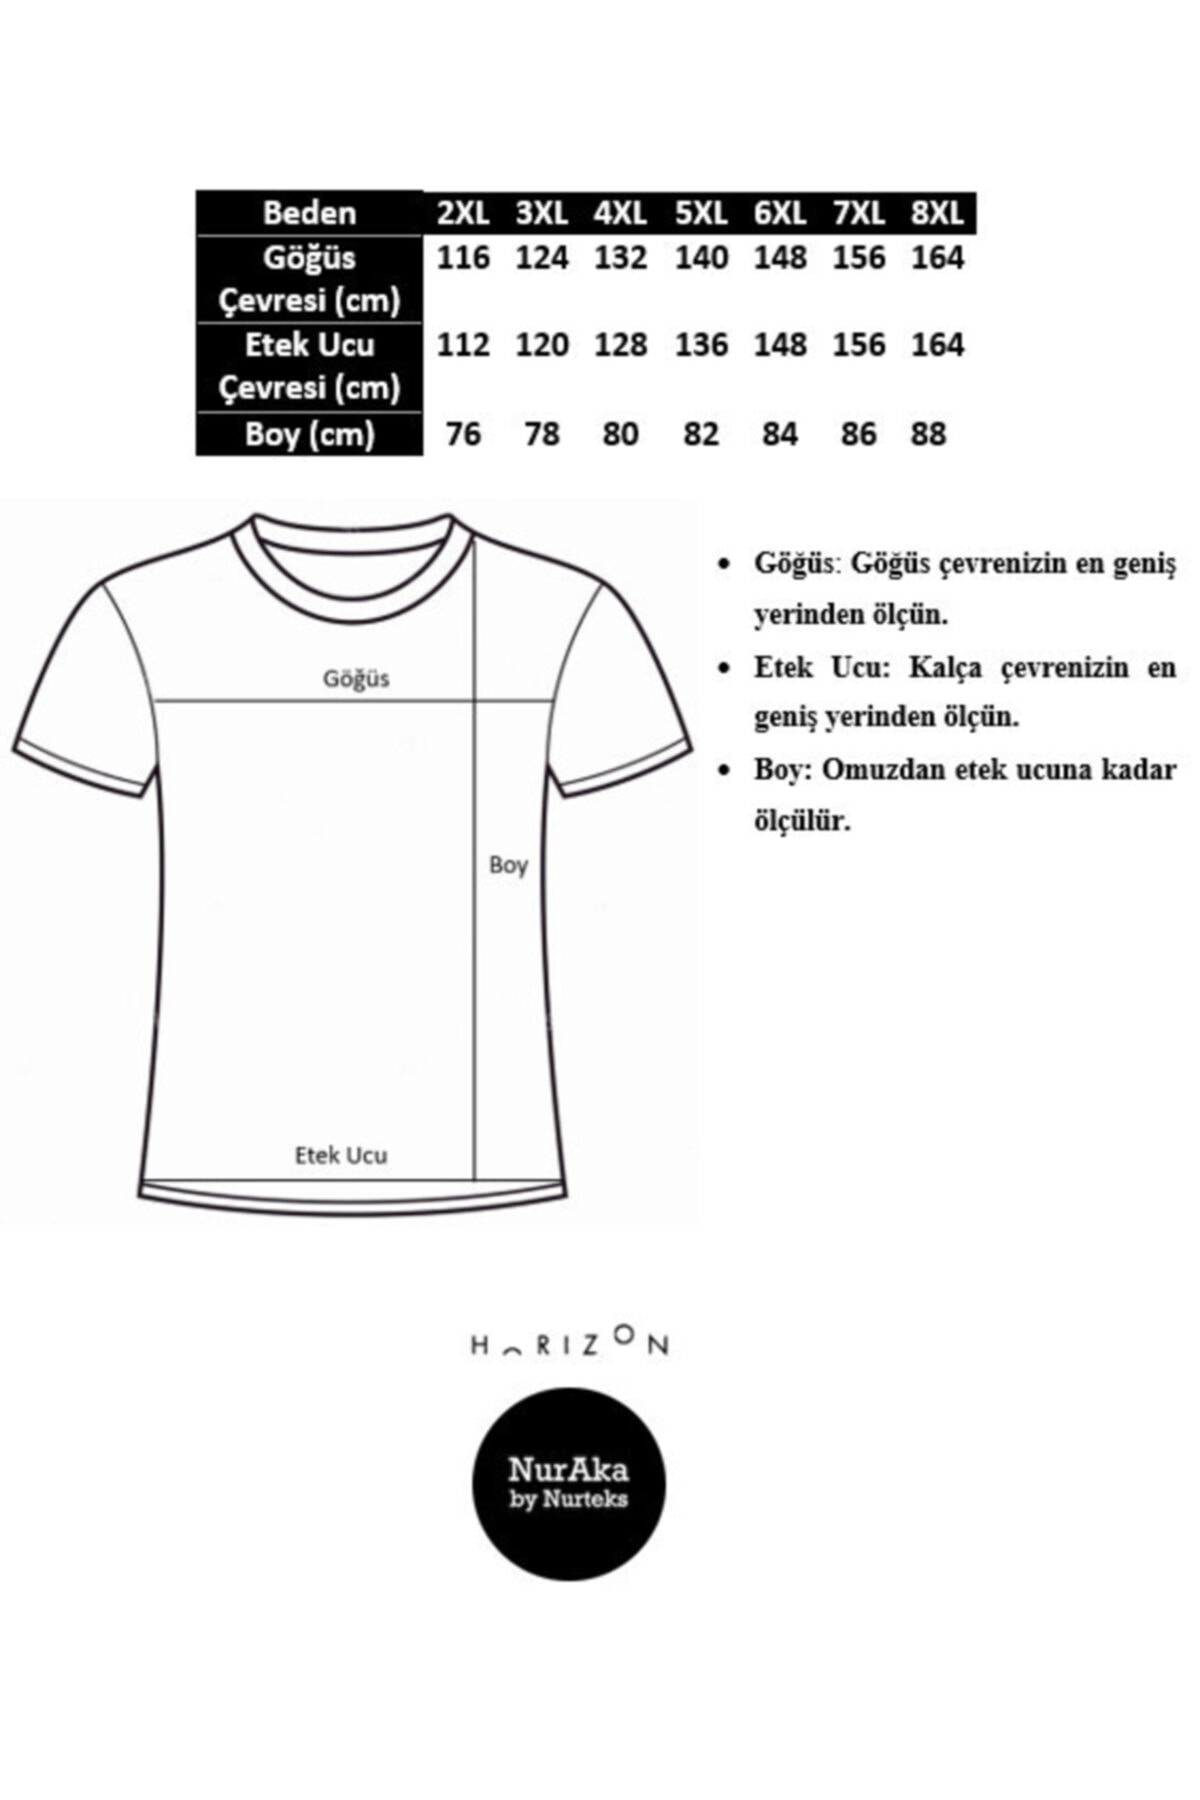 Beden 2XL 3XL 4XL 5XL 6XL 7XL 8XL
Göğüs 116 124 132 140 148 156 164
Çevresi (cm)
Etek Ucu 112 120 128 136 148 156 164
Çevresi (cm)
Boy (cm) 76 78 80 82 84 86 88
• Göğüs: Göğüs çevrenizin en geniş
yerinden ölçün.
• Etek Ucu: Kalça çevrenizin en
geniş yerinden ölçün.
• Boy: Omuzdan etek ucuna kadar
ölçülür.
Göğüs
Boy
Etek Ucu
HORIZON
NurAka
by Nurteks